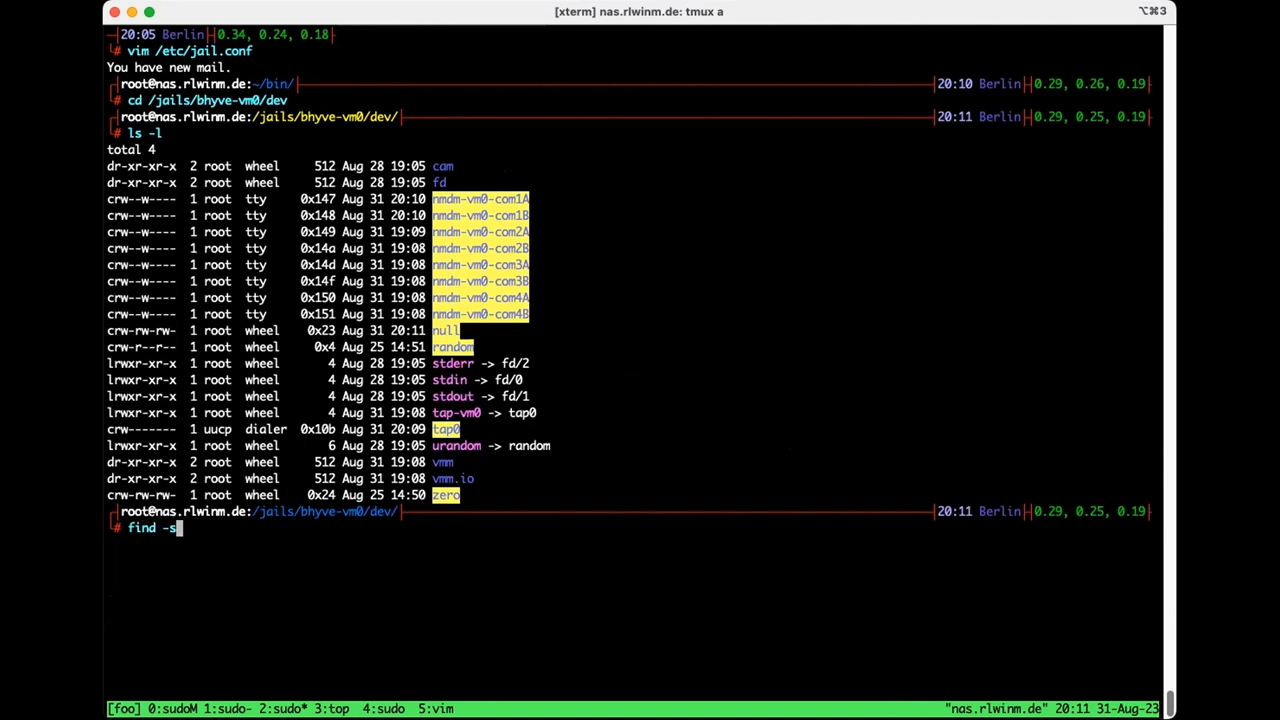 [xterm] nas.rlwinm.de: tmux a
⌥⌘3
20:05 Berlin 0.34, 0.24, 0.18
# vim /etc/jail.conf
You have new mail.
root@nas.rlwinm.de:~/bin/ 20:10 Berlin 0.29, 0.26, 0.19
# cd /jails/bhyve-vm0/dev
root@nas.rlwinm.de:/jails/bhyve-vm0/dev/ 20:11 Berlin 0.29, 0.25, 0.19
# ls -l
total 4
dr-xr-xr-x 2 root wheel 512 Aug 28 19:05 cam
dr-xr-xr-x 2 root wheel 512 Aug 28 19:05 fd
crw--w---- 1 root tty 0x147 Aug 31 20:10 nmdm-vm0-com1A
crw--w---- 1 root tty 0x148 Aug 31 20:10 nmdm-vm0-com1B
crw--w---- 1 root tty 0x149 Aug 31 19:09 nmdm-vm0-com2A
crw--w---- 1 root tty 0x14a Aug 31 19:08 nmdm-vm0-com2B
crw--w---- 1 root tty 0x14d Aug 31 19:08 nmdm-vm0-com3A
crw--w---- 1 root tty 0x14f Aug 31 19:08 nmdm-vm0-com3B
crw--w---- 1 root tty 0x150 Aug 31 19:08 nmdm-vm0-com4A
crw--w---- 1 root tty 0x151 Aug 31 19:08 nmdm-vm0-com4B
crw-rw-rw- 1 root wheel 0x23 Aug 31 20:11 null
crw-r--r-- 1 root wheel 0x4 Aug 25 14:51 random
lrwxr-xr-x 1 root wheel 4 Aug 28 19:05 stderr -> fd/2
lrwxr-xr-x 1 root wheel 4 Aug 28 19:05 stdin -> fd/0
lrwxr-xr-x 1 root wheel 4 Aug 28 19:05 stdout -> fd/1
lrwxr-xr-x 1 root wheel 4 Aug 31 19:08 tap-vm0 -> tap0
crw------- 1 uucp dialer 0x10b Aug 31 20:09 tap0
lrwxr-xr-x 1 root wheel 6 Aug 28 19:05 urandom -> random
dr-xr-xr-x 2 root wheel 512 Aug 31 19:08 vmm
dr-xr-xr-x 2 root wheel 512 Aug 31 19:08 vmm.io
crw-rw-rw- 1 root wheel 0x24 Aug 25 14:50 zero
root@nas.rlwinm.de:/jails/bhyve-vm0/dev/ 20:11 Berlin 0.29, 0.25, 0.19
# find -s
[foo] 0:sudoM 1:sudo- 2:sudo* 3:top 4:sudo 5:vim "nas.rlwinm.de" 20:11 31-Aug-23